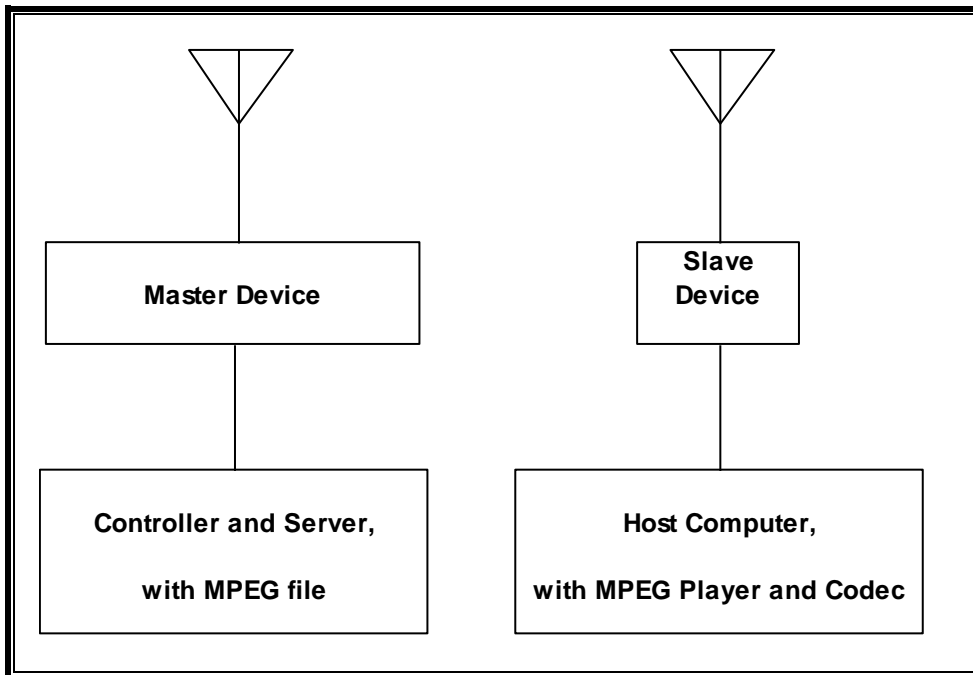 Master Device
Slave
Device
Controller and Server,
with MPEG file
Host Computer,
with MPEG Player and Codec